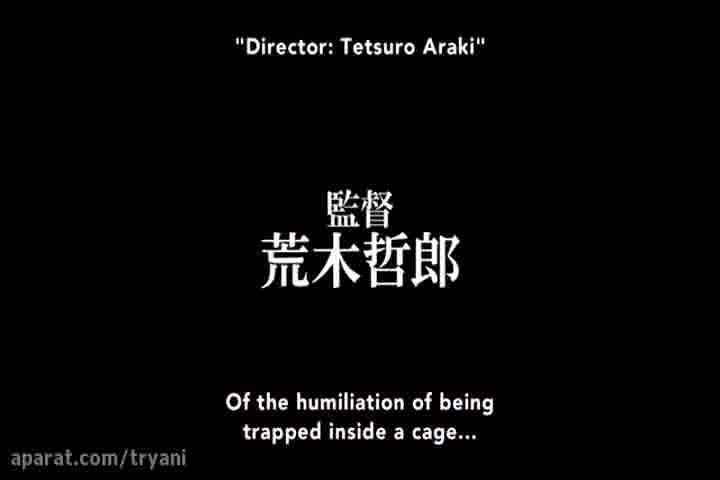 "Director: Tetsuro Araki"
監督
荒木哲郎
Of the humiliation of being
trapped inside a cage...
aparat.com/tryani